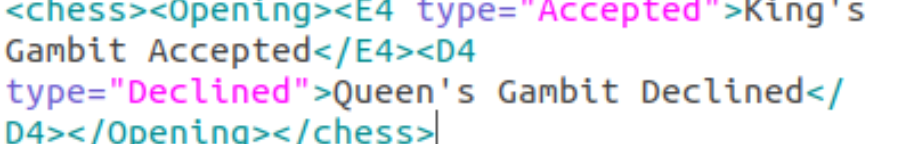 <chess><Opening><E4 type="Accepted">King's
Gambit Accepted</E4><D4
type="Declined">Queen's Gambit Declined</
D4></Opening></chess>